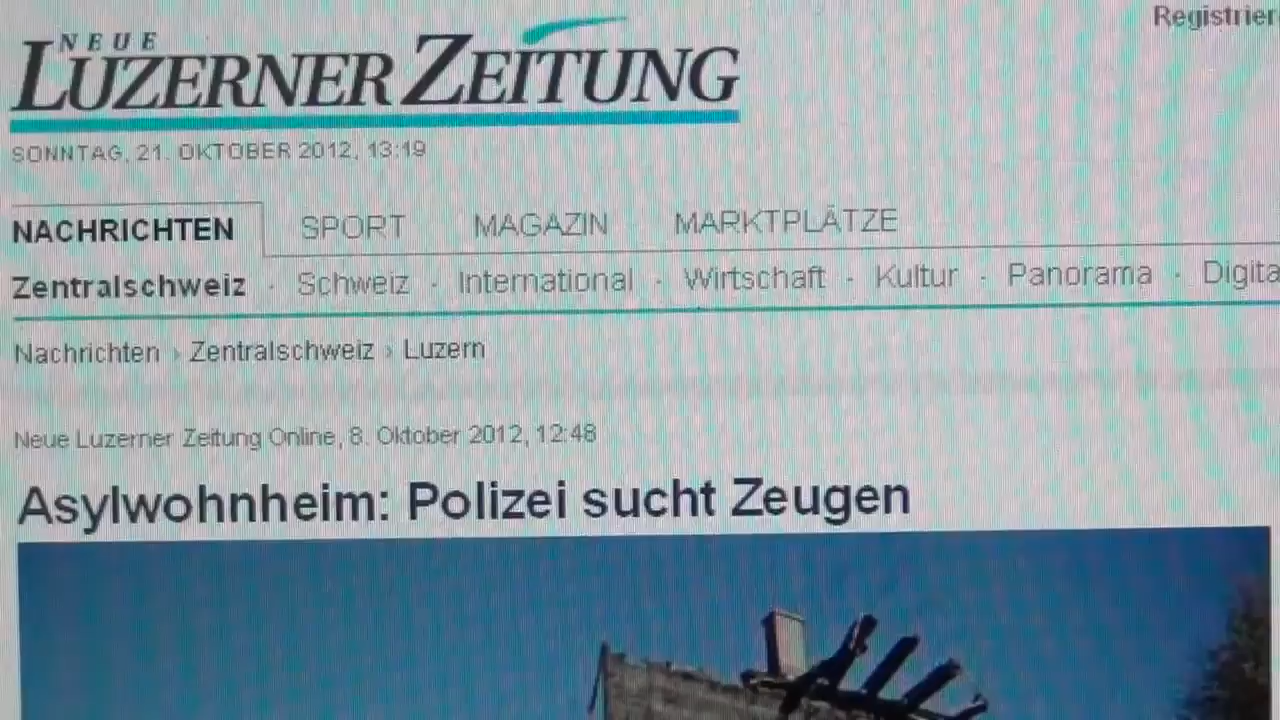 Registrier
NEUE
LUZERNER ZEITUNG
SONNTAG, 21. OKTOBER 2012, 13:19
NACHRICHTEN SPORT MAGAZIN MARKTPLÄTZE
Zentralschweiz · Schweiz · International · Wirtschaft · Kultur · Panorama · Digita
Nachrichten › Zentralschweiz › Luzern
Neue Luzerner Zeitung Online, 8. Oktober 2012, 12:48
Asylwohnheim: Polizei sucht Zeugen